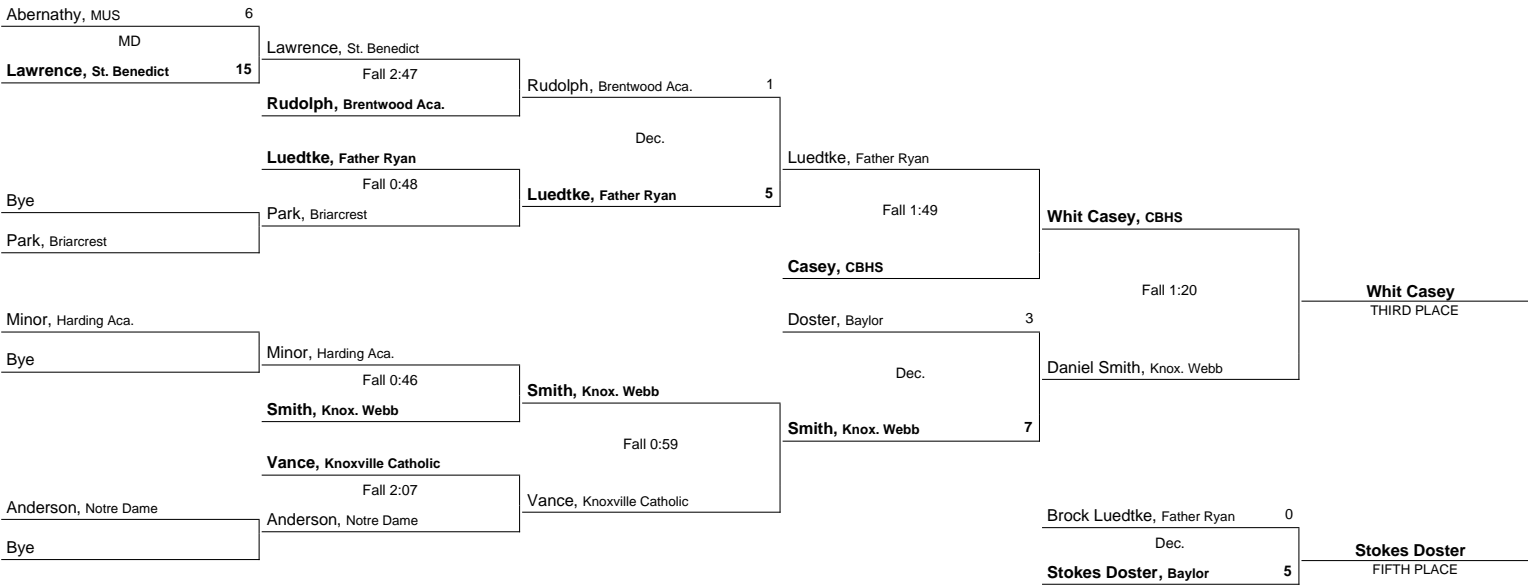 Abernathy, MUS 6
MD
Lawrence, St. Benedict 15
Bye
Park, Briarcrest
Minor, Harding Aca.
Bye
Anderson, Notre Dame
Bye
Lawrence, St. Benedict
Fall 2:47
Rudolph, Brentwood Aca.
Luedtke, Father Ryan
Fall 0:48
Park, Briarcrest
Minor, Harding Aca.
Fall 0:46
Smith, Knox. Webb
Vance, Knoxville Catholic
Fall 2:07
Anderson, Notre Dame
Rudolph, Brentwood Aca. 1
Dec.
Luedtke, Father Ryan 5
Smith, Knox. Webb
Fall 0:59
Vance, Knoxville Catholic
Luedtke, Father Ryan
Fall 1:49
Casey, CBHS
Doster, Baylor 3
Dec.
Smith, Knox. Webb 7
Whit Casey, CBHS
Fall 1:20
Daniel Smith, Knox. Webb
Whit Casey
THIRD PLACE
Brock Luedtke, Father Ryan 0
Dec.
Stokes Doster, Baylor 5
Stokes Doster
FIFTH PLACE